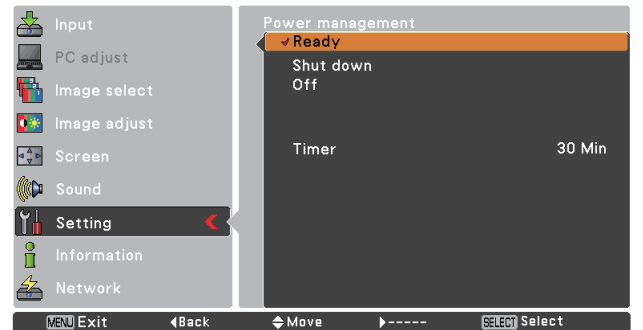 Input
PC adjust
Image select
Image adjust
Screen
Sound
Setting
Information
Network
Power management
Ready
Shut down
Off
Timer 30 Min
MENU Exit Back Move ----- SELECT Select